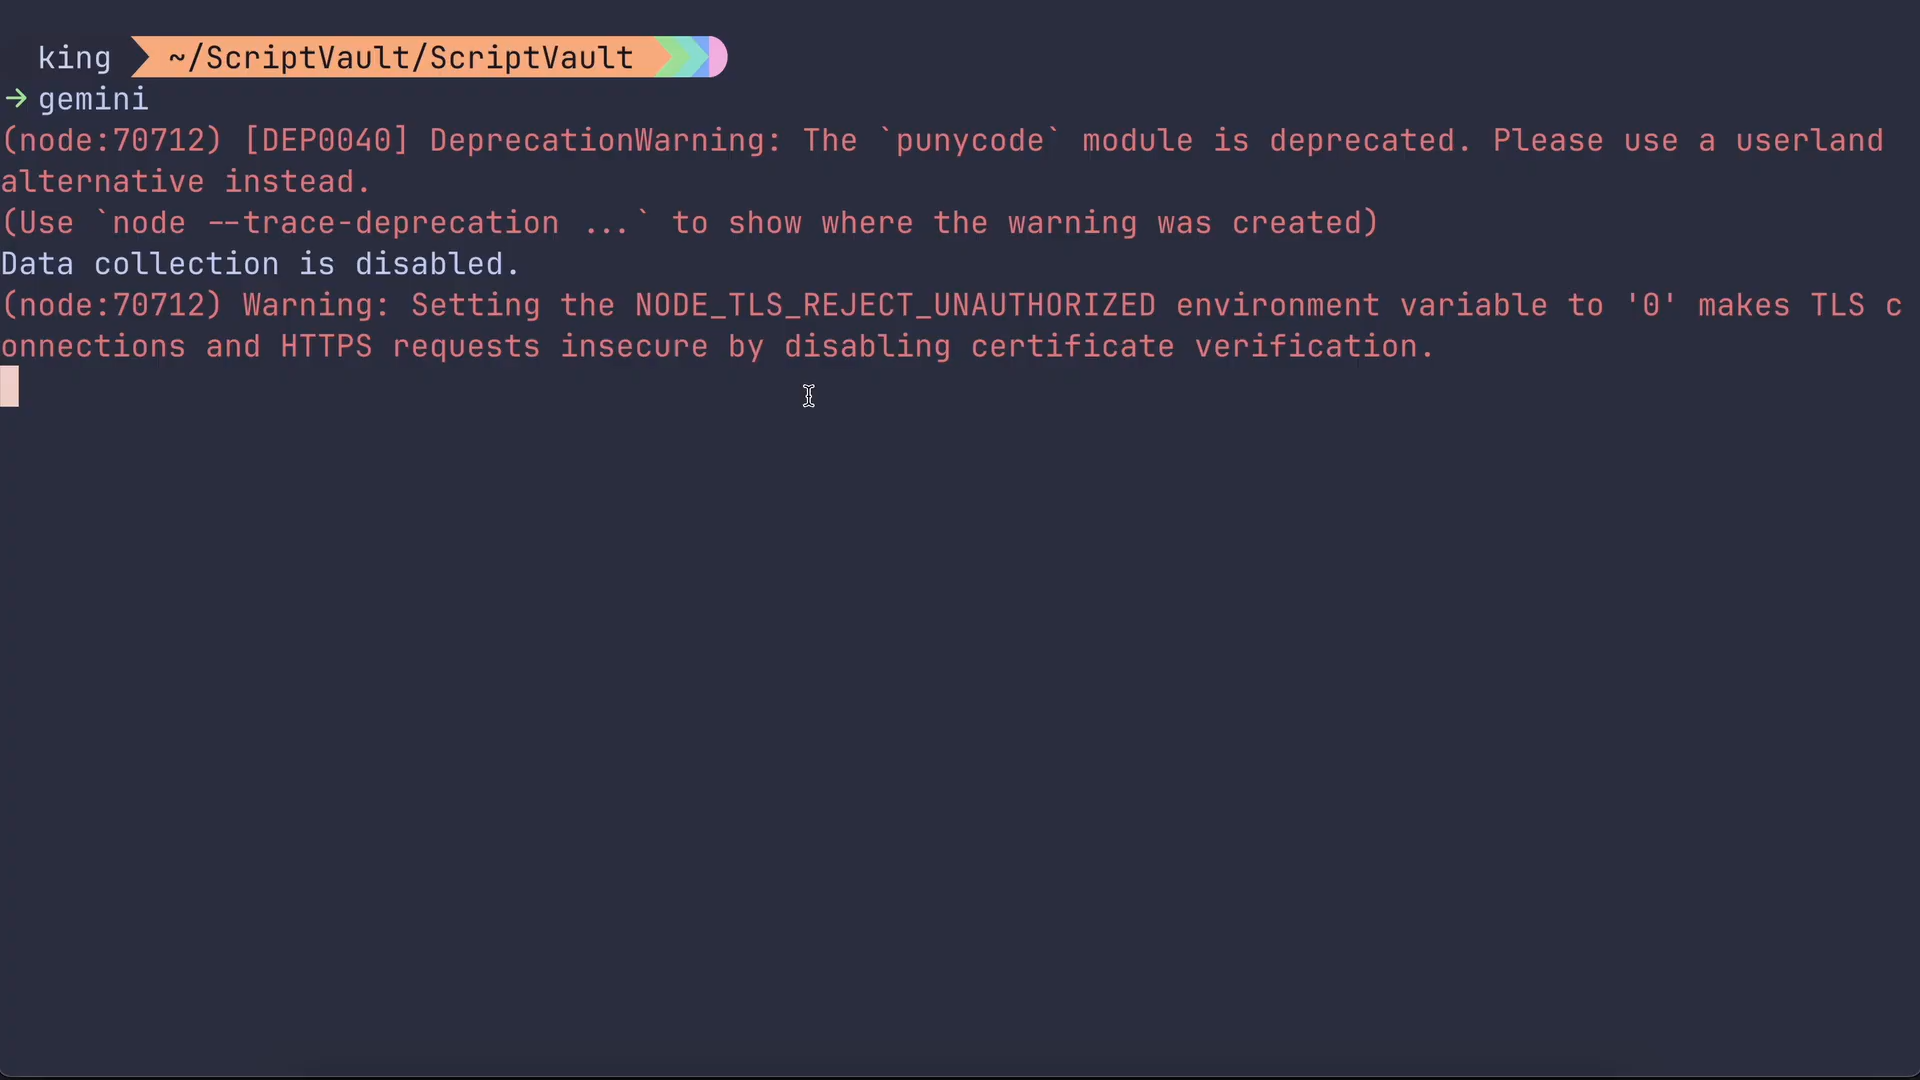 king ~/ScriptVault/ScriptVault
→ gemini
(node:70712) [DEP0040] DeprecationWarning: The `punycode` module is deprecated. Please use a userland
alternative instead.
(Use `node --trace-deprecation ...` to show where the warning was created)
Data collection is disabled.
(node:70712) Warning: Setting the NODE_TLS_REJECT_UNAUTHORIZED environment variable to '0' makes TLS c
onnections and HTTPS requests insecure by disabling certificate verification.